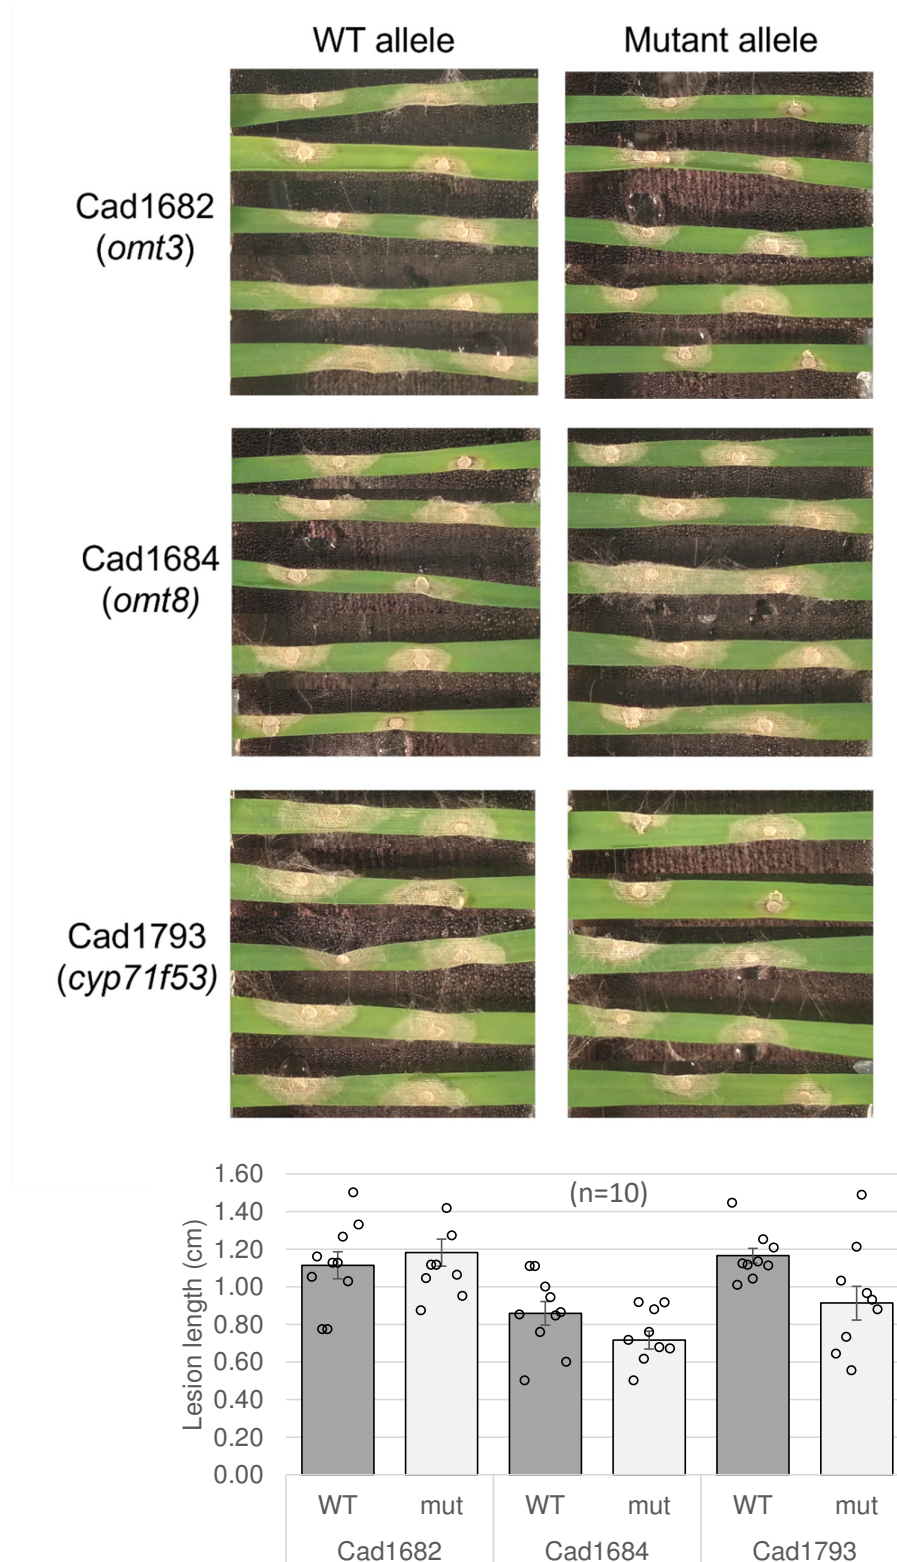 WT allele Mutant allele
Cad1682
(omt3)
Cad1684
(omt8)
Cad1793
(cyp71f53)
(n=10)
Lesion length (cm)
1.60
1.40
1.20
1.00
0.80
0.60
0.40
0.20
0.00
WT mut WT mut WT mut
Cad1682 Cad1684 Cad1793